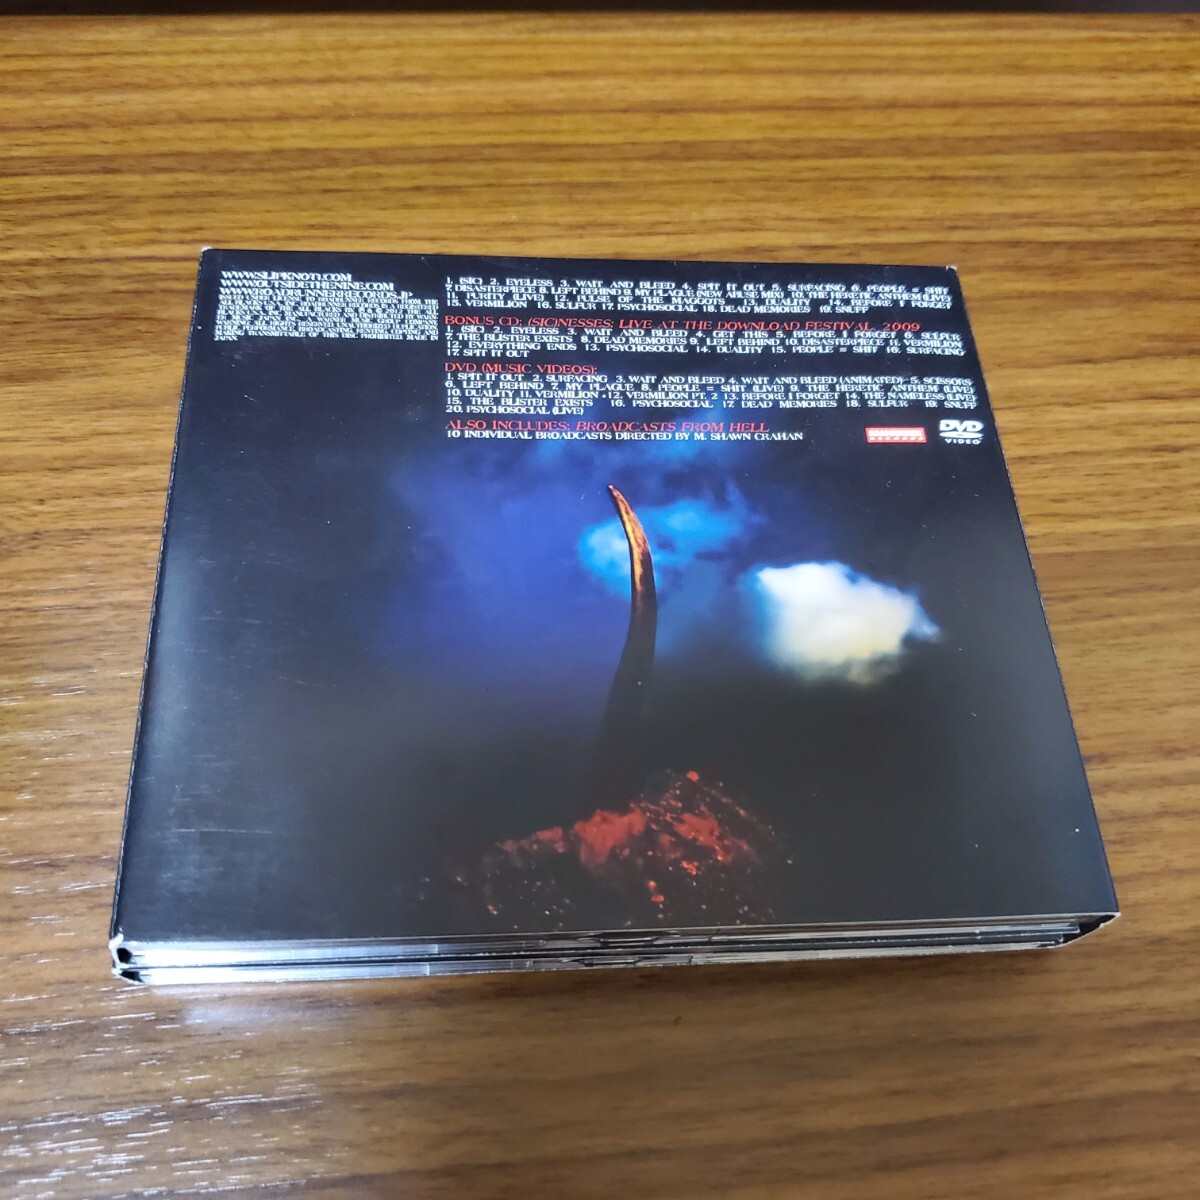 WWW.SLIPKNOT1.COM
WWW.OUTSIDETHENINE.COM
JAPAN.
1. (SIC) 2. EYELESS 3. WAIT AND BLEED 4. SPIT IT OUT 5. SURFACING 6. PEOPLE = SHIT
7. DISASTERPIECE 8. LEFT BEHIND 9. MY PLAGUE (NEW ABUSE MIX) 10. THE HERETIC ANTHEM (LIVE)
11. PURITY (LIVE) 12. PULSE OF THE MAGGOTS 13. DUALITY 14. BEFORE I FORGET
15. VERMILION 16. SULFUR 17. PSYCHOSOCIAL 18. DEAD MEMORIES 19. SNUFF
BONUS CD: (SIC)NESSES: LIVE AT THE DOWNLOAD FESTIVAL, 2009
1. (SIC) 2. EYELESS 3. WAIT AND BLEED 4. GET THIS 5. BEFORE I FORGET 6. SULFUR
7. THE BLISTER EXISTS 8. DEAD MEMORIES 9. LEFT BEHIND 10. DISASTERPIECE 11. VERMILION
12. EVERYTHING ENDS 13. PSYCHOSOCIAL 14. DUALITY 15. PEOPLE = SHIT 16. SURFACING
17. SPIT IT OUT
DVD (MUSIC VIDEOS):
1. SPIT IT OUT 2. SURFACING 3. WAIT AND BLEED 4. WAIT AND BLEED (ANIMATED) 5. SCISSORS
6. LEFT BEHIND 7. MY PLAGUE 8. PEOPLE = SHIT (LIVE) 9. THE HERETIC ANTHEM (LIVE)
10. DUALITY 11. VERMILION 12. VERMILION PT. 2 13. BEFORE I FORGET 14. THE NAMELESS (LIVE)
15. THE BLISTER EXISTS 16. PSYCHOSOCIAL 17. DEAD MEMORIES 18. SULFUR 19. SNUFF
20. PSYCHOSOCIAL (LIVE)
ALSO INCLUDES: BROADCASTS FROM HELL
10 INDIVIDUAL BROADCASTS DIRECTED BY M. SHAWN CRAHAN
RECORDS
DVD
VIDEO